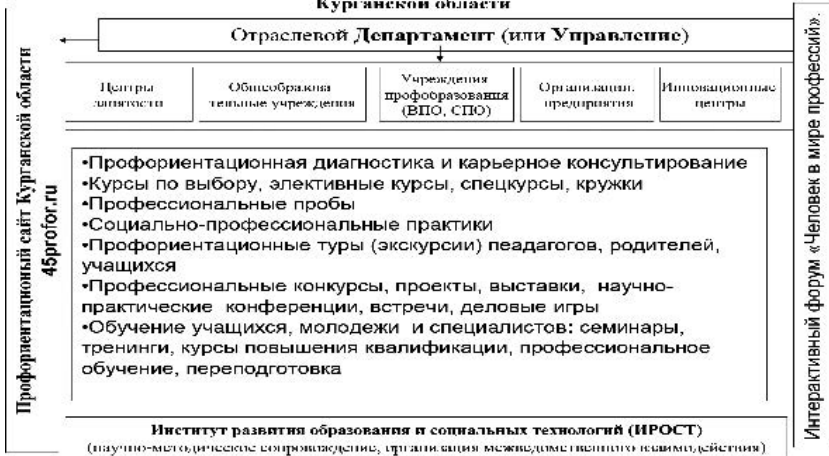 Курганской области
Отраслевой Департамент (или Управление)
Центры
занятости
Общеобразова
тельные учреждения
Учреждения
профобразования
(ВПО, СПО)
Организации,
предприятия
Инновационные
центры
Профориентационый сайт Курганской области
45profor.ru
•Профориентационная диагностика и карьерное консультирование
•Курсы по выбору, элективные курсы, спецкурсы, кружки
•Профессиональные пробы
•Социально-профессиональные практики
•Профориентационные туры (экскурсии) пеадагогов, родителей,
учащихся
•Профессиональные конкурсы, проекты, выставки, научно-
практические конференции, встречи, деловые игры
•Обучение учащихся, молодежи и специалистов: семинары,
тренинги, курсы повышения квалификации, профессиональное
обучение, переподготовка
Интерактивный форум «Человек в мире профессий».
Институт развития образования и социальных технологий (ИРОСТ)
(научно-методическое сопровождение, организация межведомственного взаимодействия)